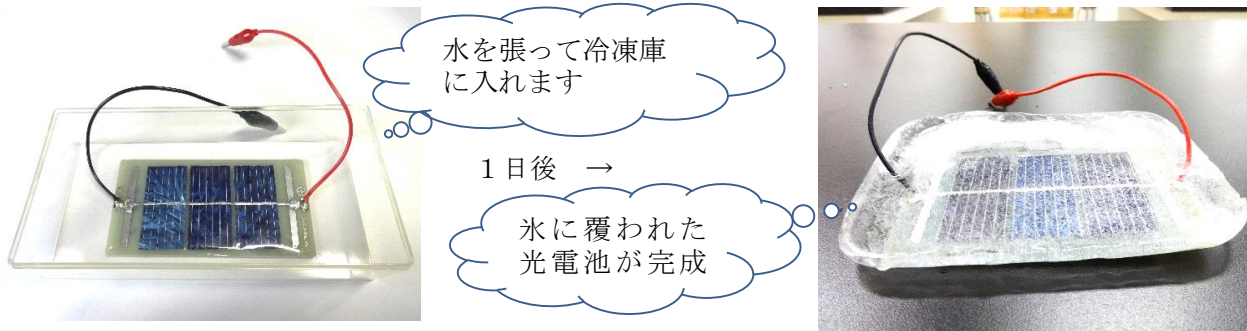 水を張って冷凍庫
に入れます
１日後　→
氷に覆われた
光電池が完成